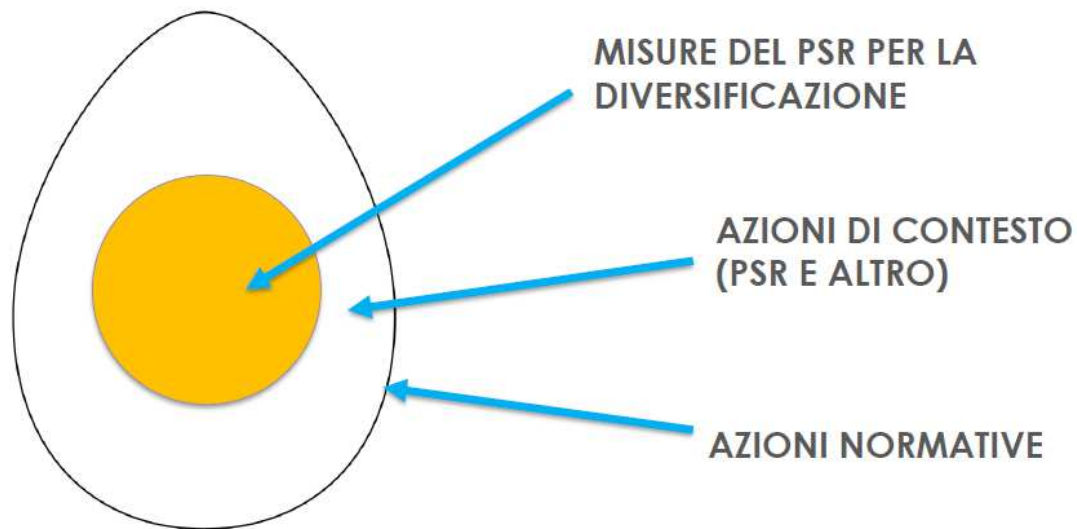 MISURE DEL PSR PER LA
DIVERSIFICAZIONE
AZIONI DI CONTESTO
(PSR E ALTRO)
AZIONI NORMATIVE